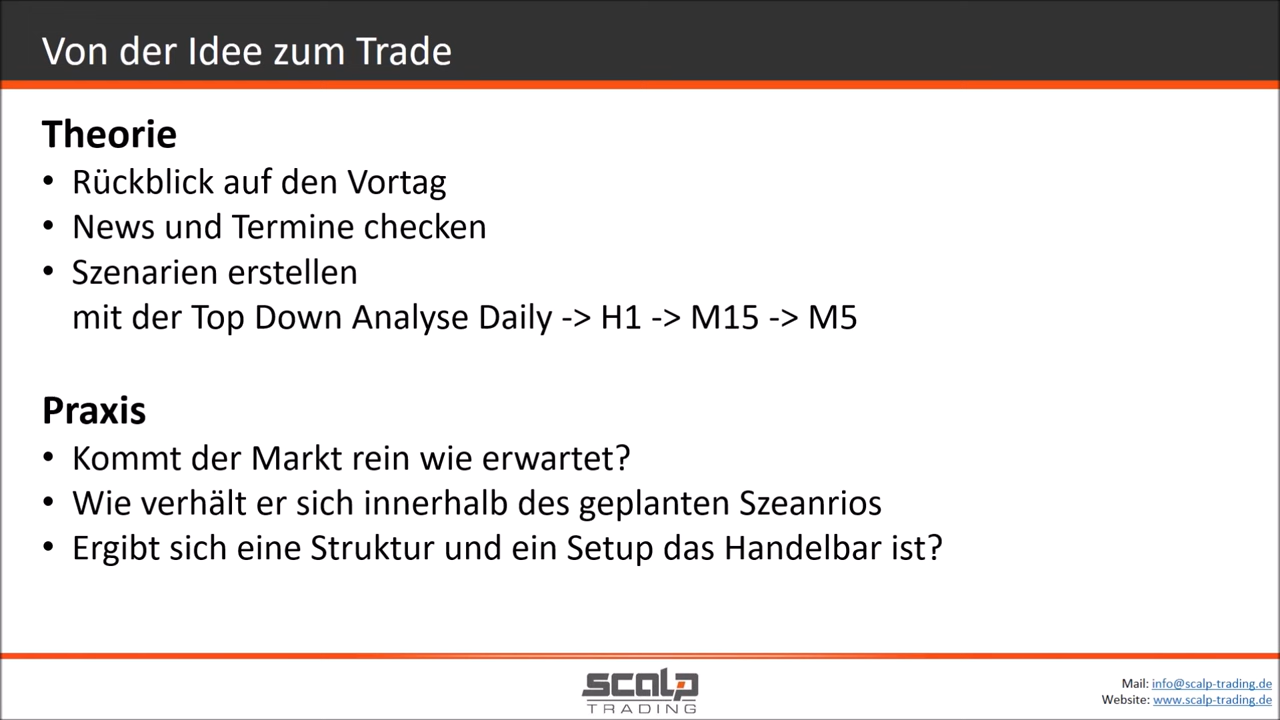 Von der Idee zum Trade
Theorie
• Rückblick auf den Vortag
• News und Termine checken
• Szenarien erstellen
mit der Top Down Analyse Daily -> H1 -> M15 -> M5
Praxis
• Kommt der Markt rein wie erwartet?
• Wie verhält er sich innerhalb des geplanten Szeanrios
• Ergibt sich eine Struktur und ein Setup das Handelbar ist?
scalp
TRADING
Mail: info@scalp-trading.de
Website: www.scalp-trading.de